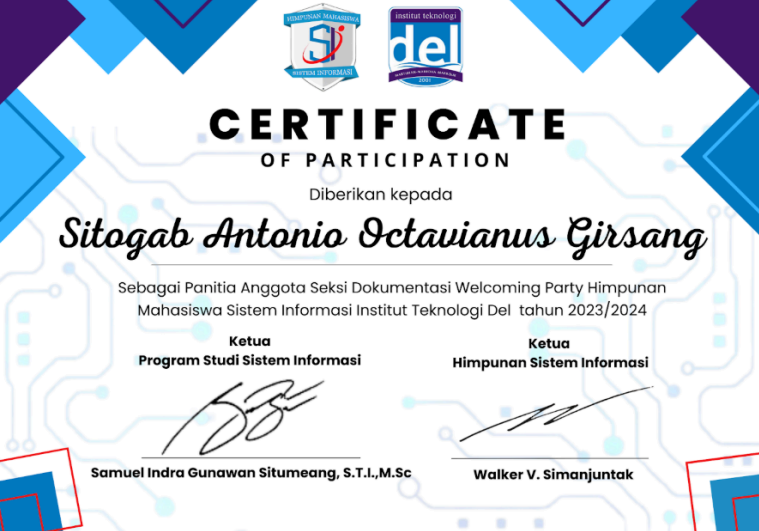 HIMPUNAN MAHASISWA
SI
SISTEM INFORMASI
institut teknologi
del
2001
CERTIFICATE
OF PARTICIPATION
Diberikan kepada
Sitogab Antonio Octavianus Girsang
Sebagai Panitia Anggota Seksi Dokumentasi Welcoming Party Himpunan
Mahasiswa Sistem Informasi Institut Teknologi Del tahun 2023/2024
Ketua
Program Studi Sistem Informasi
Samuel Indra Gunawan Situmeang, S.T.I.,M.Sc
Ketua
Himpunan Sistem Informasi
Walker V. Simanjuntak